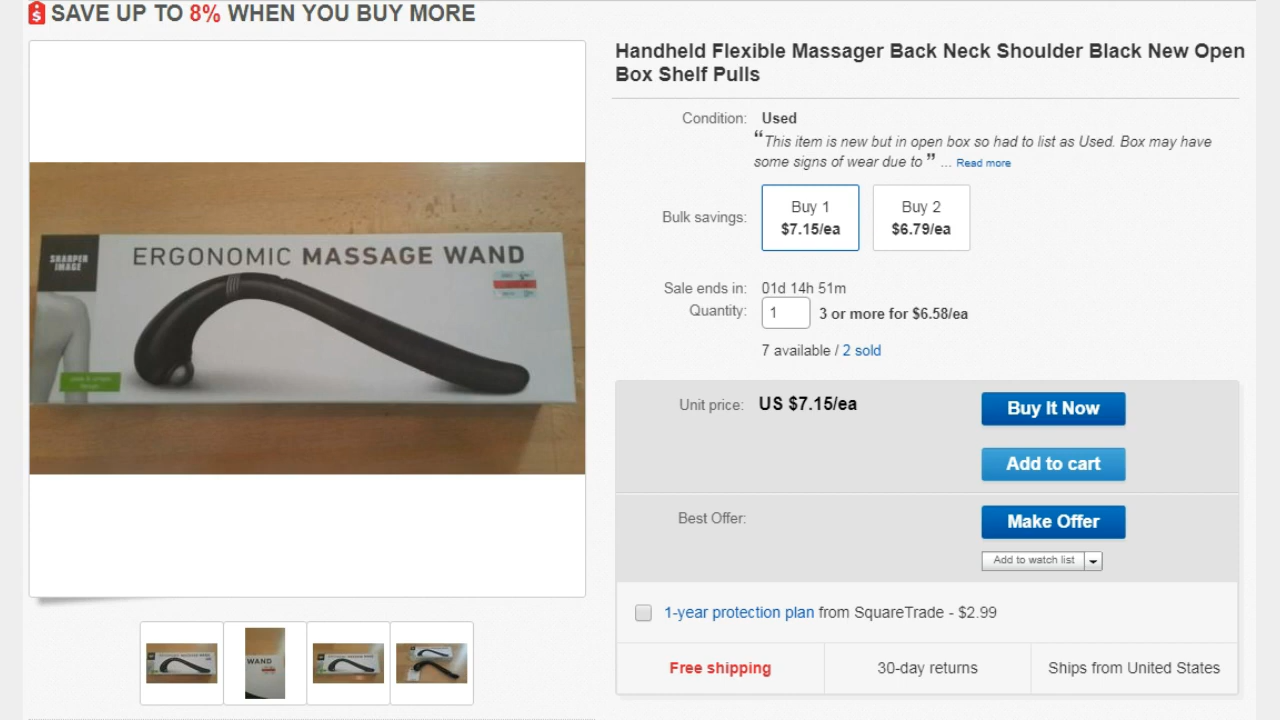 SAVE UP TO 8% WHEN YOU BUY MORE
SHARPER
IMAGE
ERGONOMIC MASSAGE WAND
WAND
Handheld Flexible Massager Back Neck Shoulder Black New Open
Box Shelf Pulls
Condition: Used
“This item is new but in open box so had to list as Used. Box may have
some signs of wear due to ” ... Read more
Bulk savings:
Buy 1
$7.15/ea
Buy 2
$6.79/ea
Sale ends in: 01d 14h 51m
Quantity: 1 3 or more for $6.58/ea
7 available / 2 sold
Unit price: US $7.15/ea
Buy It Now
Add to cart
Best Offer:
Make Offer
Add to watch list
1-year protection plan from SquareTrade - $2.99
Free shipping
30-day returns
Ships from United States